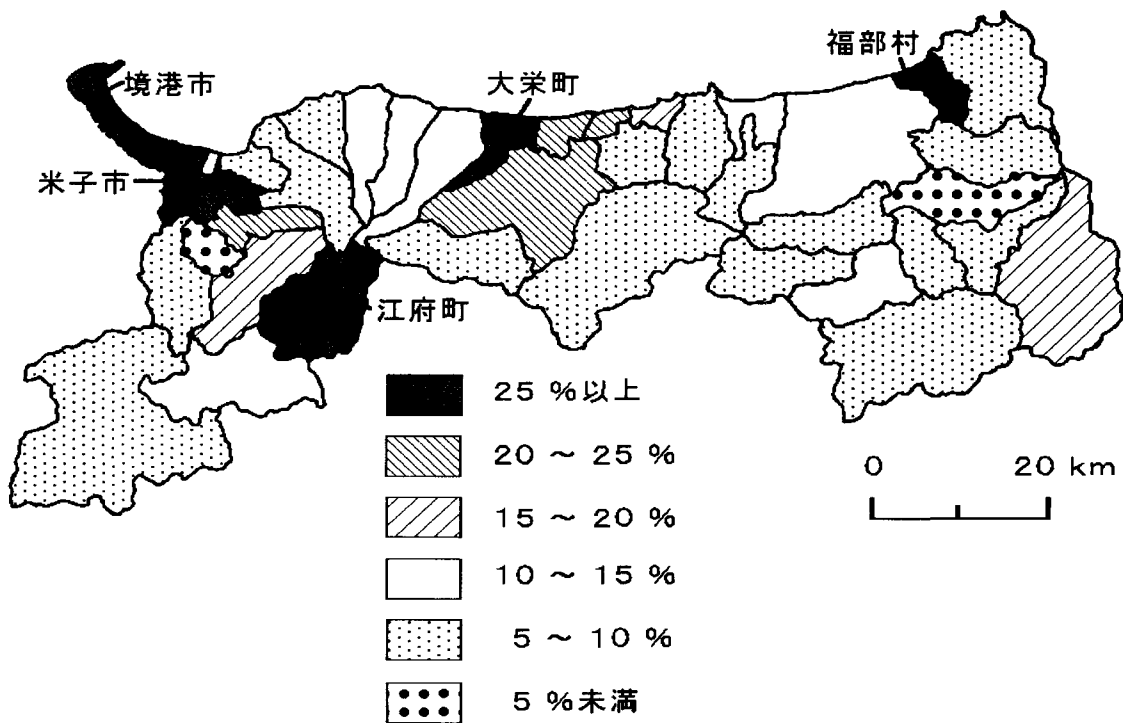 福部村
境港市
大栄町
米子市
江府町
25 %以上
20 ～ 25 %
15 ～ 20 %
10 ～ 15 %
5 ～ 10 %
5 %未満
0 20 km